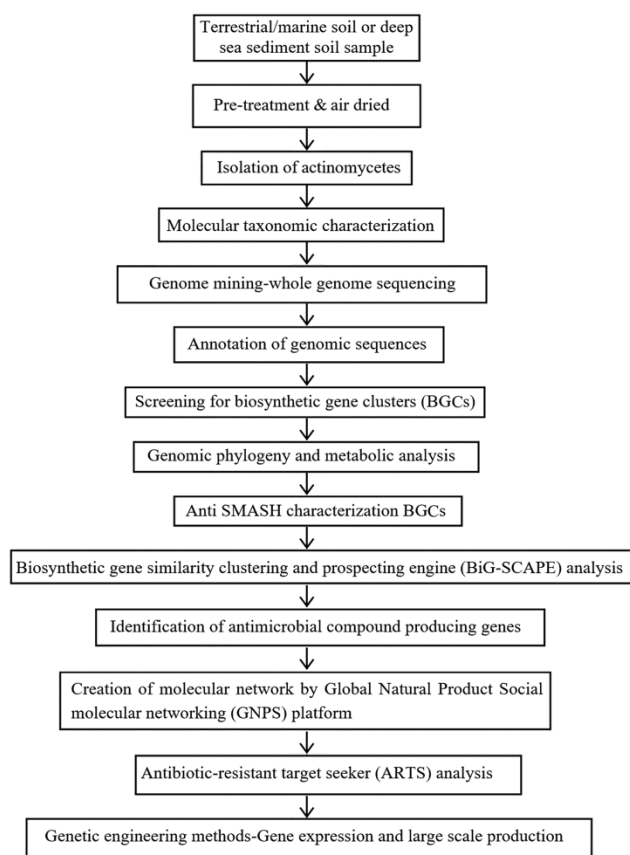 Terrestrial/marine soil or deep
sea sediment soil sample
Pre-treatment & air dried
Isolation of actinomycetes
Molecular taxonomic characterization
Genome mining-whole genome sequencing
Annotation of genomic sequences
Screening for biosynthetic gene clusters (BGCs)
Genomic phylogeny and metabolic analysis
Anti SMASH characterization BGCs
Biosynthetic gene similarity clustering and prospecting engine (BiG-SCAPE) analysis
Identification of antimicrobial compound producing genes
Creation of molecular network by Global Natural Product Social
molecular networking (GNPS) platform
Antibiotic-resistant target seeker (ARTS) analysis
Genetic engineering methods-Gene expression and large scale production